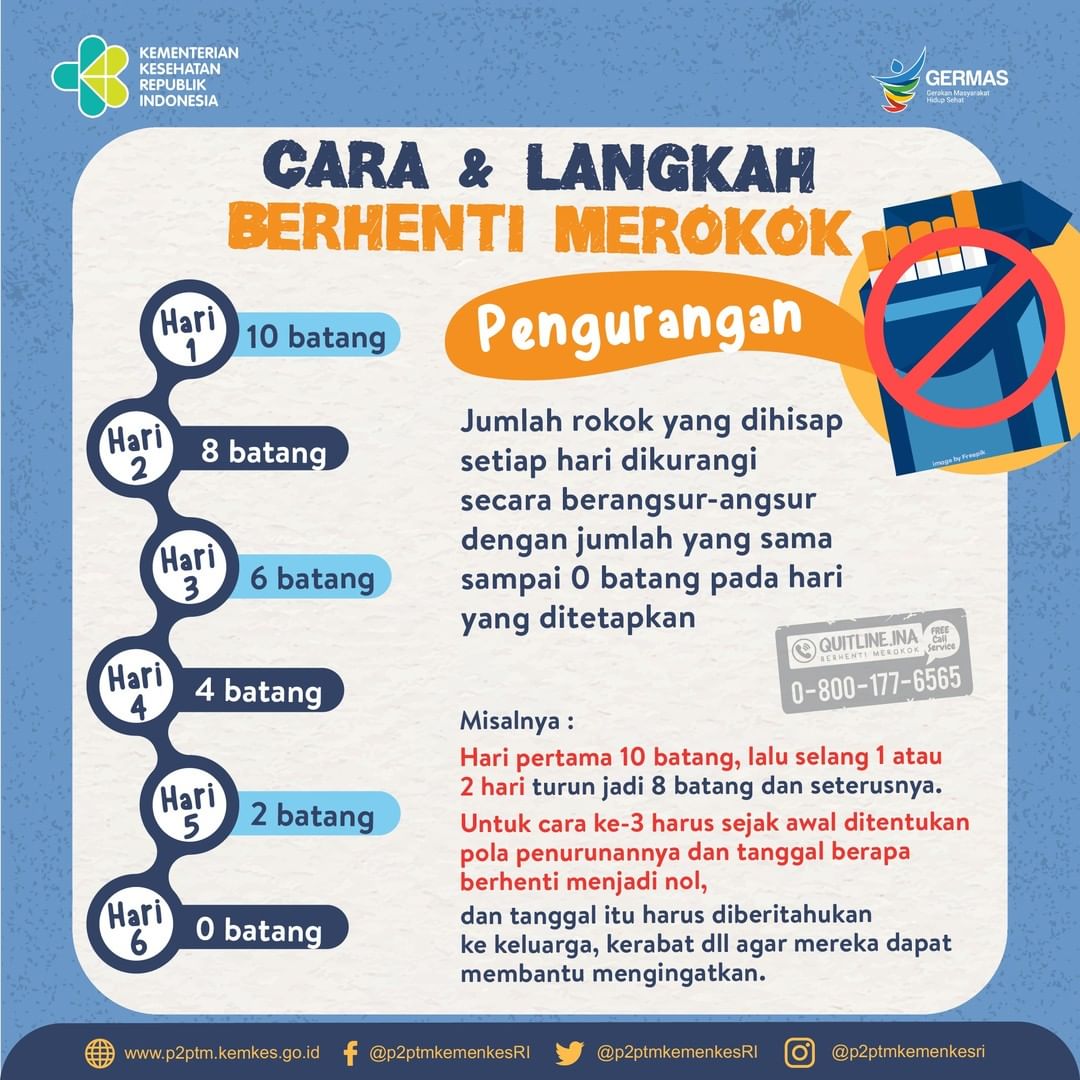 KEMENTERIAN
KESEHATAN
REPUBLIK
INDONESIA
GERMAS
Gerakan Masyarakat
Hidup Sehat
CARA & LANGKAH
BERHENTI MEROKOK
Hari
1
10 batang
Hari
2
8 batang
Hari
3
6 batang
Hari
4
4 batang
Hari
5
2 batang
Hari
6
0 batang
Pengurangan
image by Freepik
Jumlah rokok yang dihisap
setiap hari dikurangi
secara berangsur-angsur
dengan jumlah yang sama
sampai 0 batang pada hari
yang ditetapkan
QUITLINE.INA
BERHENTI MEROKOK
FREE
Call
Service
0-800-177-6565
Misalnya :
Hari pertama 10 batang, lalu selang 1 atau
2 hari turun jadi 8 batang dan seterusnya.
Untuk cara ke-3 harus sejak awal ditentukan
pola penurunannya dan tanggal berapa
berhenti menjadi nol,
dan tanggal itu harus diberitahukan
ke keluarga, kerabat dll agar mereka dapat
membantu mengingatkan.
www.p2ptm.kemkes.go.id
@p2ptmkemenkesRI
@p2ptmkemenkesRI
@p2ptmkemenkesri